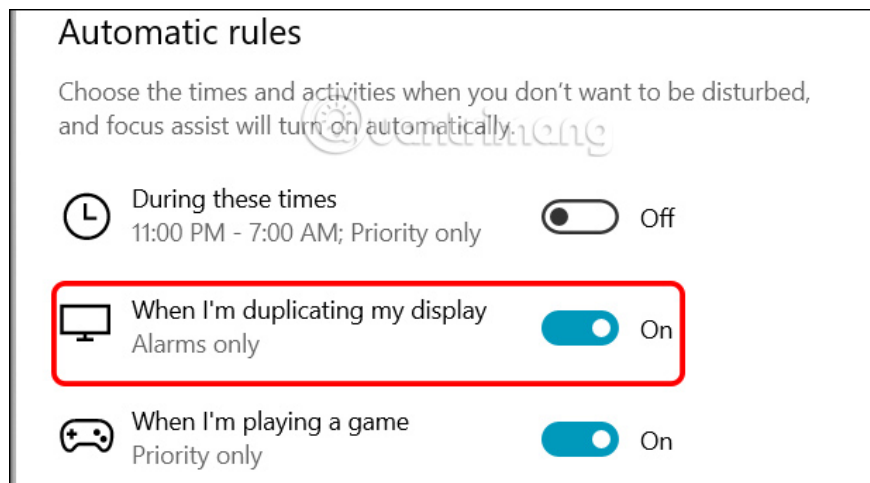 Automatic rules
Choose the times and activities when you don't want to be disturbed,
and focus assist will turn on automatically.
Quantrimang
During these times
11:00 PM - 7:00 AM; Priority only
Off
When I'm duplicating my display
Alarms only
On
When I'm playing a game
Priority only
On